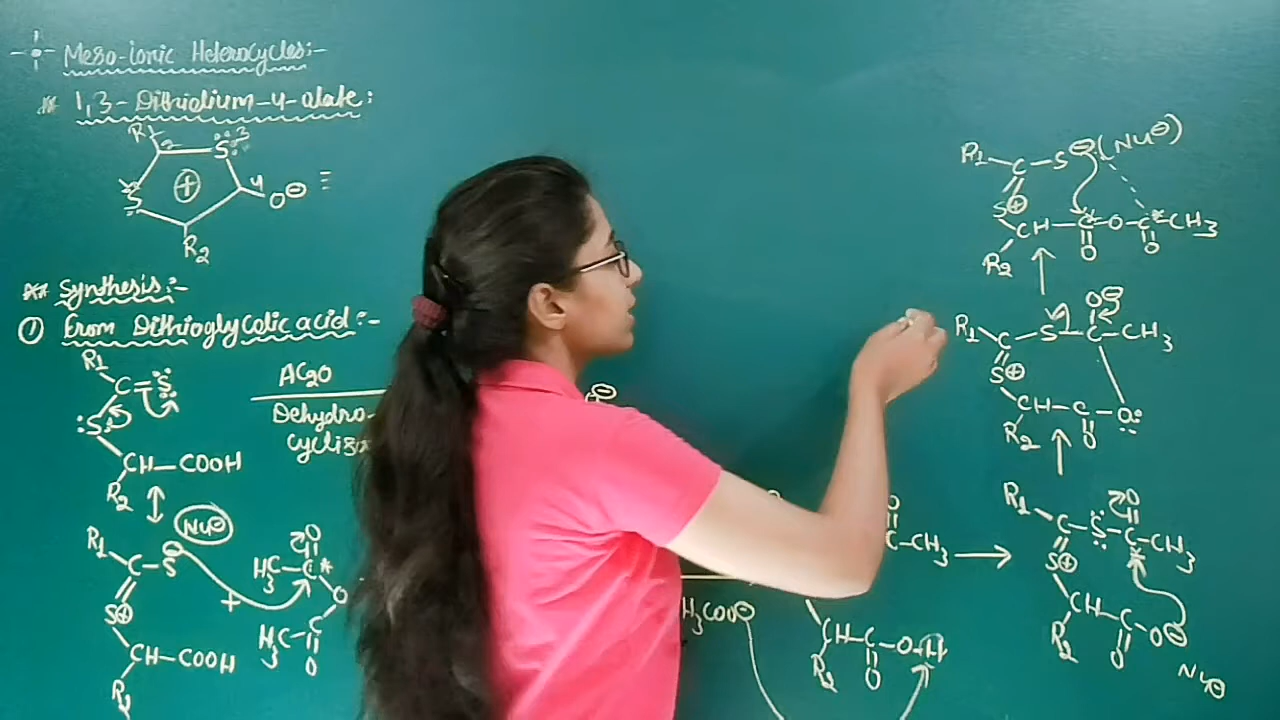 Meso-ionic Heterocycles:-
** 1,3-Dithiolium-4-olate:
R1
2
S
3
+
4
O⊖
S
R2
** Synthesis:-
① From Dithioglycolic acid:-
R1
C=S
S
CH-COOH
R2
AC2O
Dehydro-
Nu⊖
R1
C-S
S⊕
CH-COOH
O
H3C-C*
O
H3C-C
O
C-CH3
H3COO⊖
CH-C-O-H
R2 O
R1-C-S⊖(Nu⊖)
S⊕
CH-C*-O-C*-CH3
R2 O O
O⊖
R1 C-S-C-CH3
S⊕
CH-C-O
R2 O
R1 O
C-S-C-CH3
S⊕ *
CH-C-O⊖
R2 O
Nu⊖